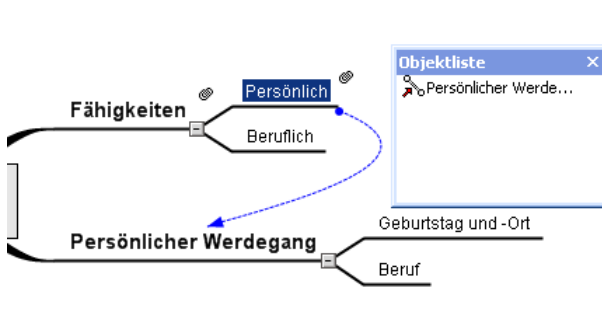 Objektliste
Persönlicher Werde...
Persönlich
Fähigkeiten
Beruflich
Geburtstag und -Ort
Persönlicher Werdegang
Beruf